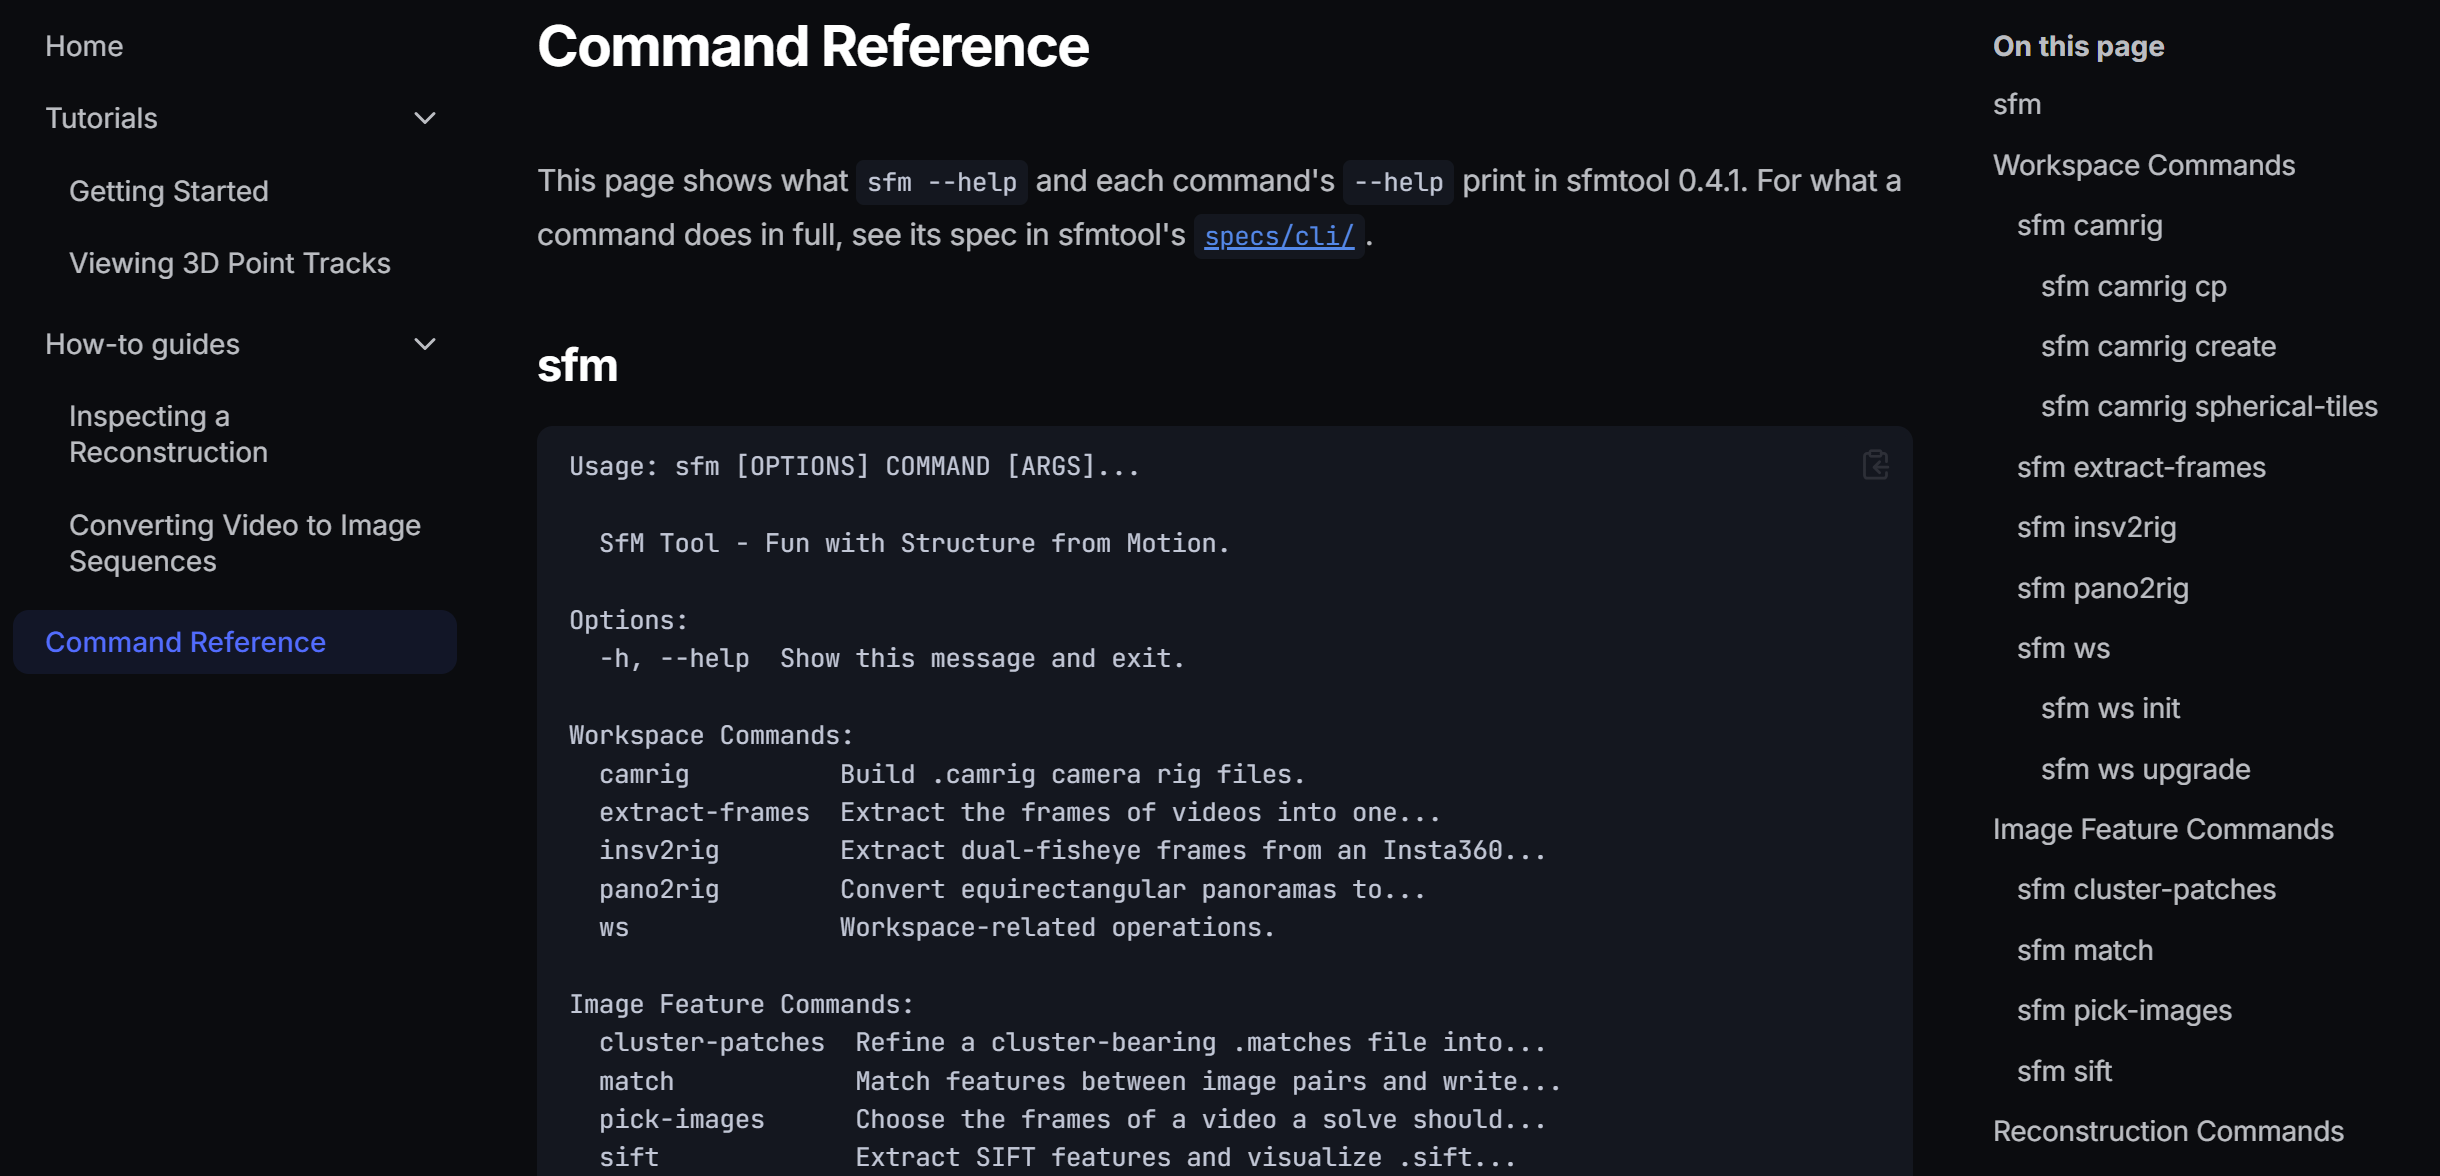 Home
Tutorials
Getting Started
Viewing 3D Point Tracks
How-to guides
Inspecting a
Reconstruction
Converting Video to Image
Sequences
Command Reference
Command Reference
This page shows what sfm --help and each command's --help print in sfmtool 0.4.1. For what a
command does in full, see its spec in sfmtool's specs/cli/.
sfm
Usage: sfm [OPTIONS] COMMAND [ARGS]...
SfM Tool - Fun with Structure from Motion.
Options:
-h, --help  Show this message and exit.
Workspace Commands:
camrig          Build .camrig camera rig files.
extract-frames  Extract the frames of videos into one...
insv2rig        Extract dual-fisheye frames from an Insta360...
pano2rig        Convert equirectangular panoramas to...
ws              Workspace-related operations.
Image Feature Commands:
cluster-patches  Refine a cluster-bearing .matches file into...
match            Match features between image pairs and write...
pick-images      Choose the frames of a video a solve should...
sift             Extract SIFT features and visualize .sift...
On this page
sfm
Workspace Commands
sfm camrig
sfm camrig cp
sfm camrig create
sfm camrig spherical-tiles
sfm extract-frames
sfm insv2rig
sfm pano2rig
sfm ws
sfm ws init
sfm ws upgrade
Image Feature Commands
sfm cluster-patches
sfm match
sfm pick-images
sfm sift
Reconstruction Commands